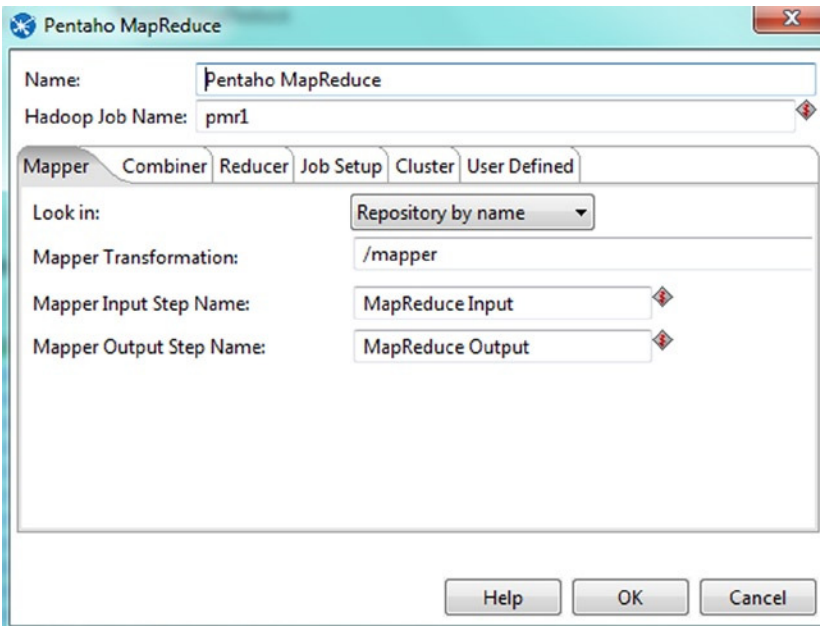 Pentaho MapReduce
Name: Pentaho MapReduce
Hadoop Job Name: pmr1
Mapper Combiner Reducer Job Setup Cluster User Defined
Look in: Repository by name
Mapper Transformation: /mapper
Mapper Input Step Name: MapReduce Input
Mapper Output Step Name: MapReduce Output
Help OK Cancel